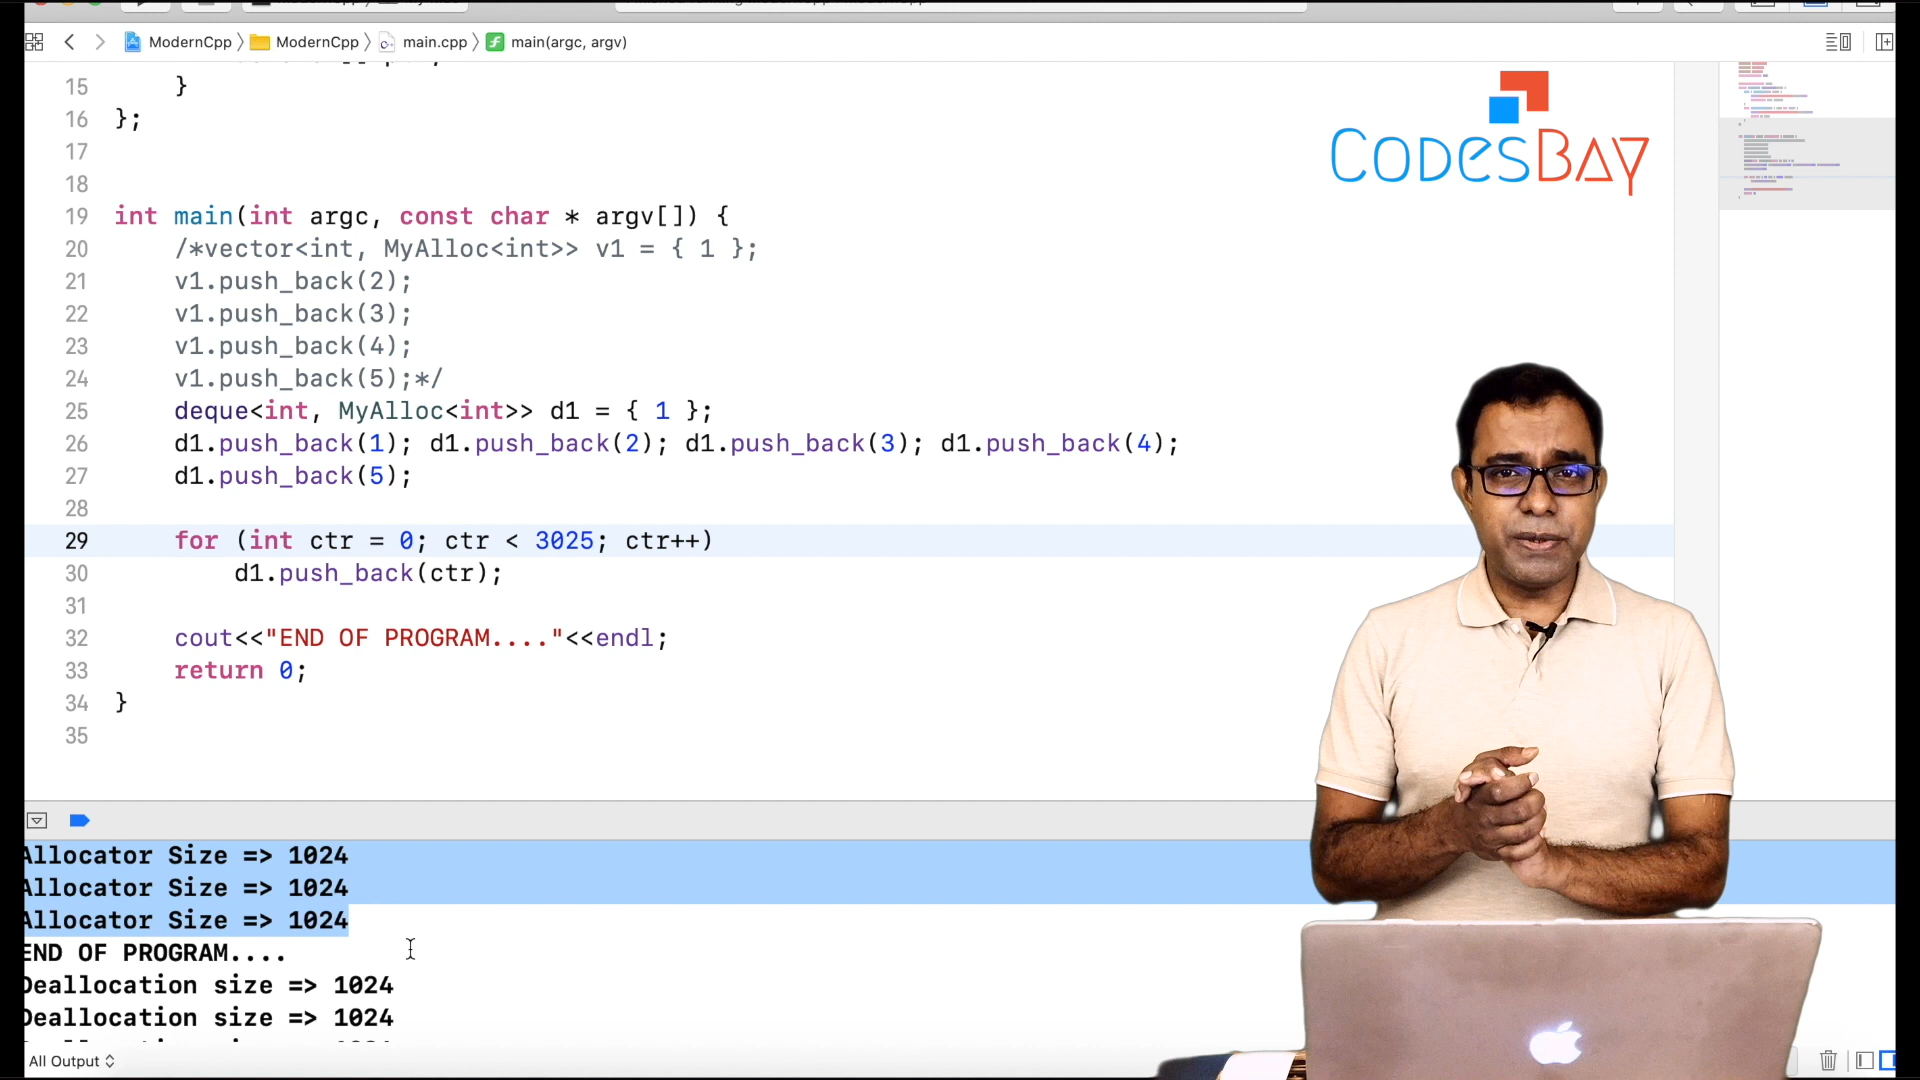 ModernCpp ModernCpp main.cpp main(argc, argv)
15 }
16 };
17
18
19 int main(int argc, const char * argv[]) {
20 /*vector<int, MyAlloc<int>> v1 = { 1 };
21 v1.push_back(2);
22 v1.push_back(3);
23 v1.push_back(4);
24 v1.push_back(5);*/
25 deque<int, MyAlloc<int>> d1 = { 1 };
26 d1.push_back(1); d1.push_back(2); d1.push_back(3); d1.push_back(4);
27 d1.push_back(5);
28
29 for (int ctr = 0; ctr < 3025; ctr++)
30 d1.push_back(ctr);
31
32 cout<<"END OF PROGRAM...."<<endl;
33 return 0;
34 }
35
CodesBay
Allocator Size => 1024
Allocator Size => 1024
Allocator Size => 1024
END OF PROGRAM....
Deallocation size => 1024
Deallocation size => 1024
All Output